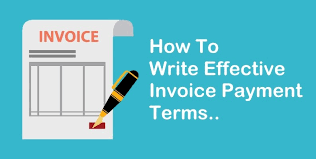 INVOICE
How To
Write Effective
Invoice Payment
Terms..